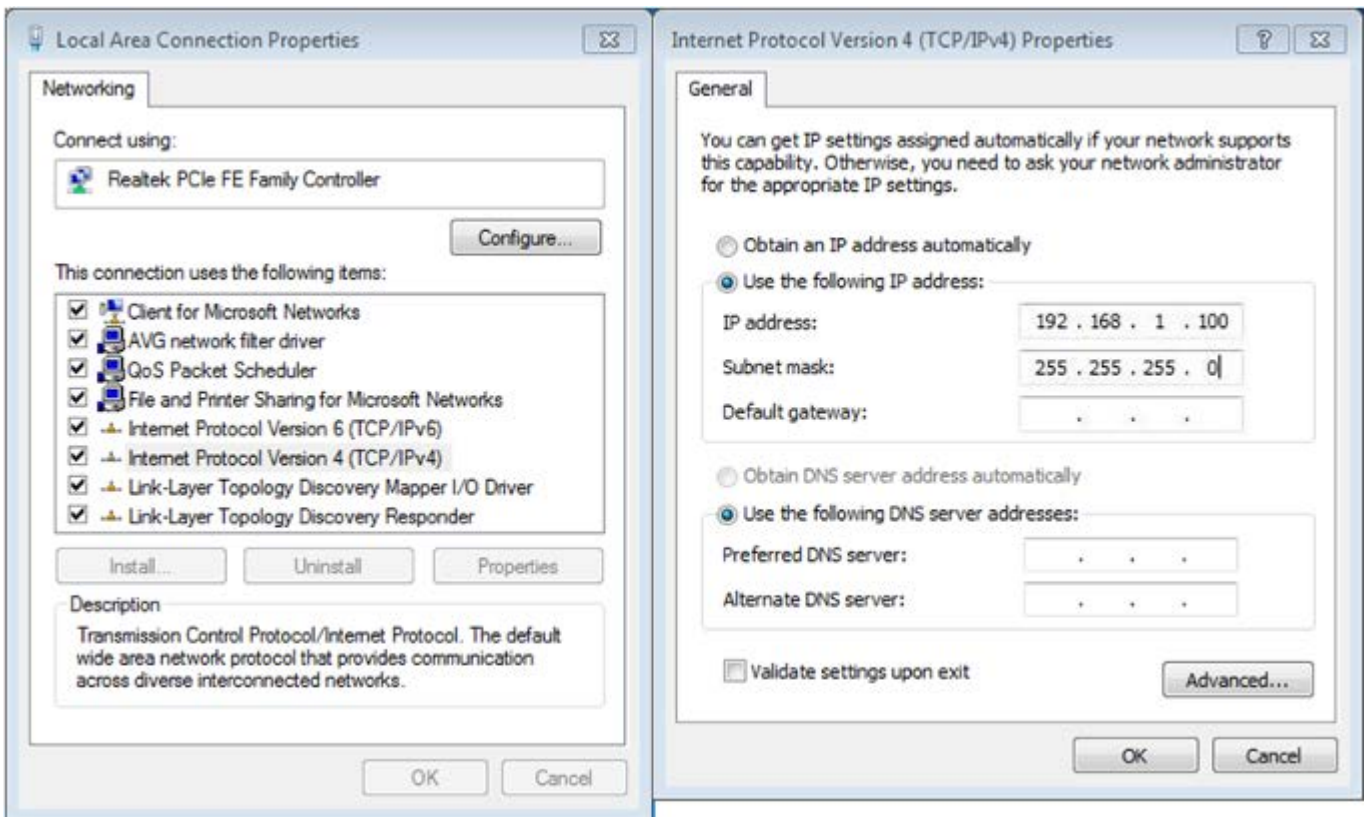 Local Area Connection Properties
Networking
Connect using:
Realtek PCIe FE Family Controller
Configure...
This connection uses the following items:
Client for Microsoft Networks
AVG network filter driver
QoS Packet Scheduler
File and Printer Sharing for Microsoft Networks
Internet Protocol Version 6 (TCP/IPv6)
Internet Protocol Version 4 (TCP/IPv4)
Link-Layer Topology Discovery Mapper I/O Driver
Link-Layer Topology Discovery Responder
Install... Uninstall Properties
Description
Transmission Control Protocol/Internet Protocol. The default
wide area network protocol that provides communication
across diverse interconnected networks.
OK Cancel
Internet Protocol Version 4 (TCP/IPv4) Properties
General
You can get IP settings assigned automatically if your network supports
this capability. Otherwise, you need to ask your network administrator
for the appropriate IP settings.
Obtain an IP address automatically
Use the following IP address:
IP address: 192 . 168 . 1 . 100
Subnet mask: 255 . 255 . 255 . 0
Default gateway: . . .
Obtain DNS server address automatically
Use the following DNS server addresses:
Preferred DNS server: . . .
Alternate DNS server: . . .
Validate settings upon exit
Advanced...
OK Cancel